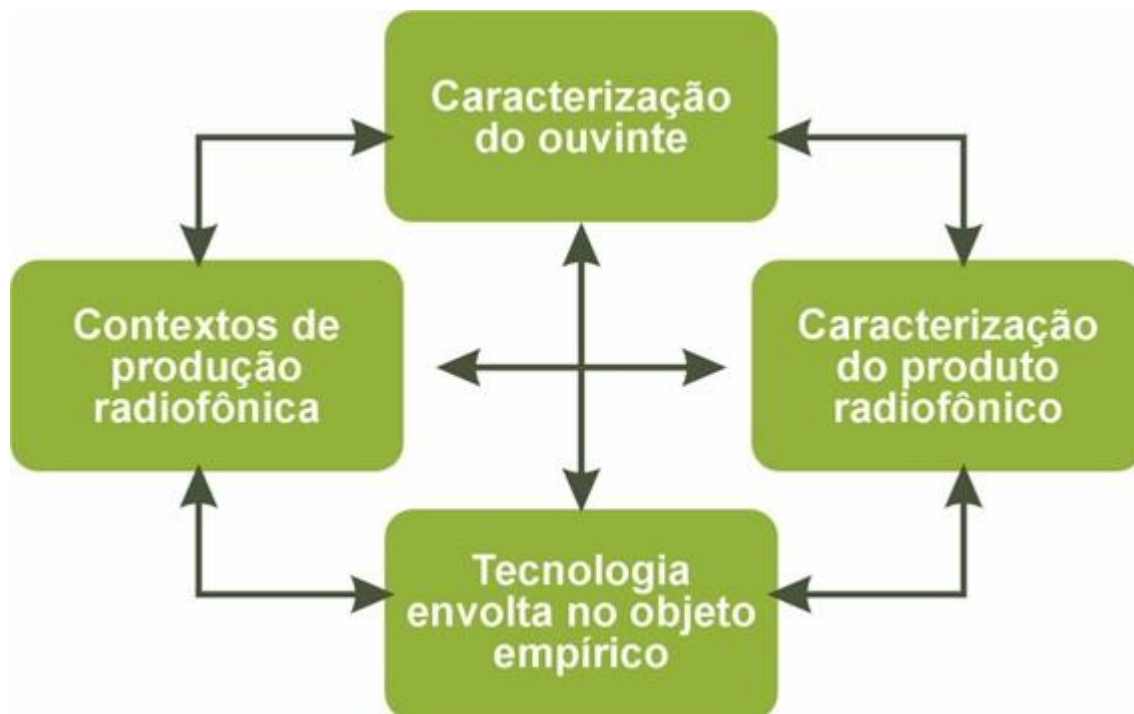 Caracterização
do ouvinte
Contextos de
produção
radiofônica
Caracterização
do produto
radiofônico
Tecnologia
envolta no objeto
empírico